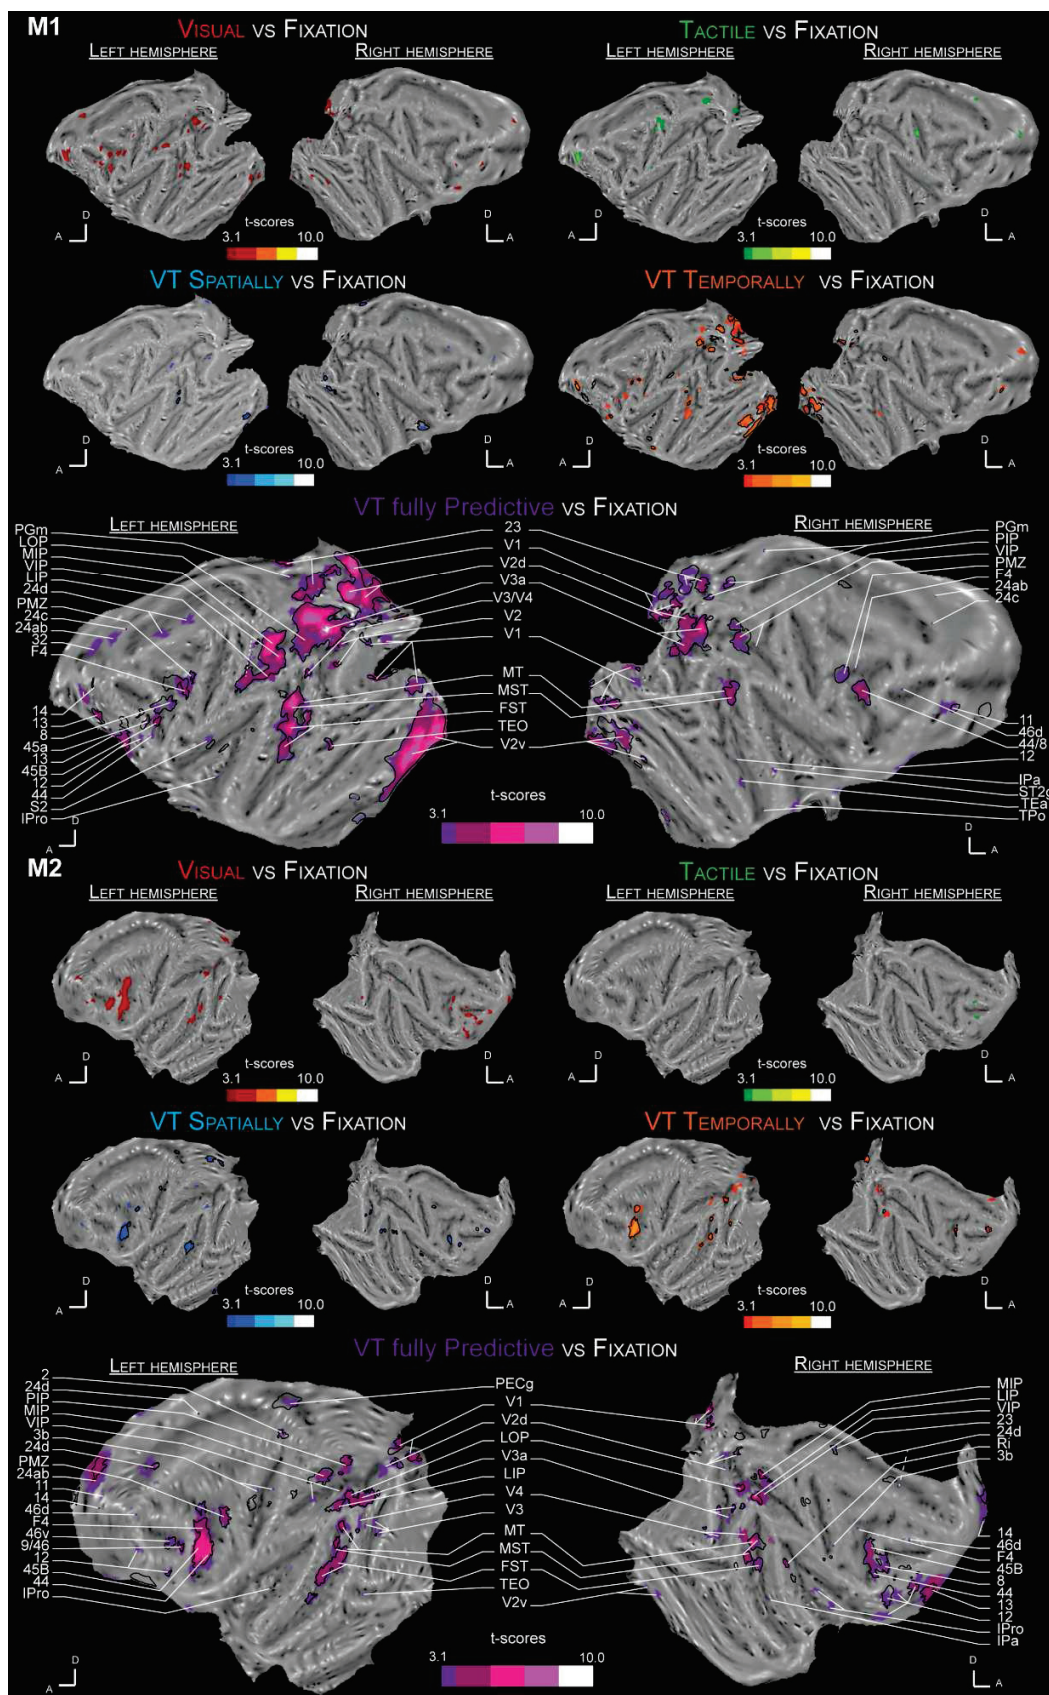 M1
VISUAL VS FIXATION
LEFT HEMISPHERE
RIGHT HEMISPHERE
D
A
t-scores
3.1
10.0
D
A
TACTILE VS FIXATION
LEFT HEMISPHERE
RIGHT HEMISPHERE
D
A
t-scores
3.1
10.0
D
A
VT SPATIALLY VS FIXATION
D
A
t-scores
3.1
10.0
D
A
VT TEMPORALLY VS FIXATION
D
A
t-scores
3.1
10.0
D
A
VT fully Predictive VS FIXATION
LEFT HEMISPHERE
RIGHT HEMISPHERE
PGm
LOP
MIP
VIP
LIP
24d
PMZ
24c
24ab
32
F4
14
13
8
45a
13
45B
12
44
S2
IPro
23
V1
V2d
V3a
V3/V4
V2
V1
MT
MST
FST
TEO
V2v
PGm
PIP
VIP
PMZ
F4
24ab
24c
11
46d
44/8
12
IPa
TEa
TPo
D
A
t-scores
3.1
10.0
D
A
M2
VISUAL VS FIXATION
LEFT HEMISPHERE
RIGHT HEMISPHERE
D
A
t-scores
3.1
10.0
D
A
TACTILE VS FIXATION
LEFT HEMISPHERE
RIGHT HEMISPHERE
D
A
t-scores
3.1
10.0
D
A
VT SPATIALLY VS FIXATION
D
A
t-scores
3.1
10.0
D
A
VT TEMPORALLY VS FIXATION
D
A
t-scores
3.1
10.0
D
A
VT fully Predictive VS FIXATION
LEFT HEMISPHERE
RIGHT HEMISPHERE
2
24d
PIP
MIP
VIP
3b
24d
PMZ
24ab
11
14
46d
F4
46v
9/46
12
45B
44
IPro
PECg
V1
V2d
LOP
V3a
LIP
V4
V3
MT
MST
FST
TEO
V2v
MIP
LIP
VIP
23
24d
Ri
3b
14
46d
F4
45B
8
44
13
12
IPro
IPa
D
A
t-scores
3.1
10.0
D
A